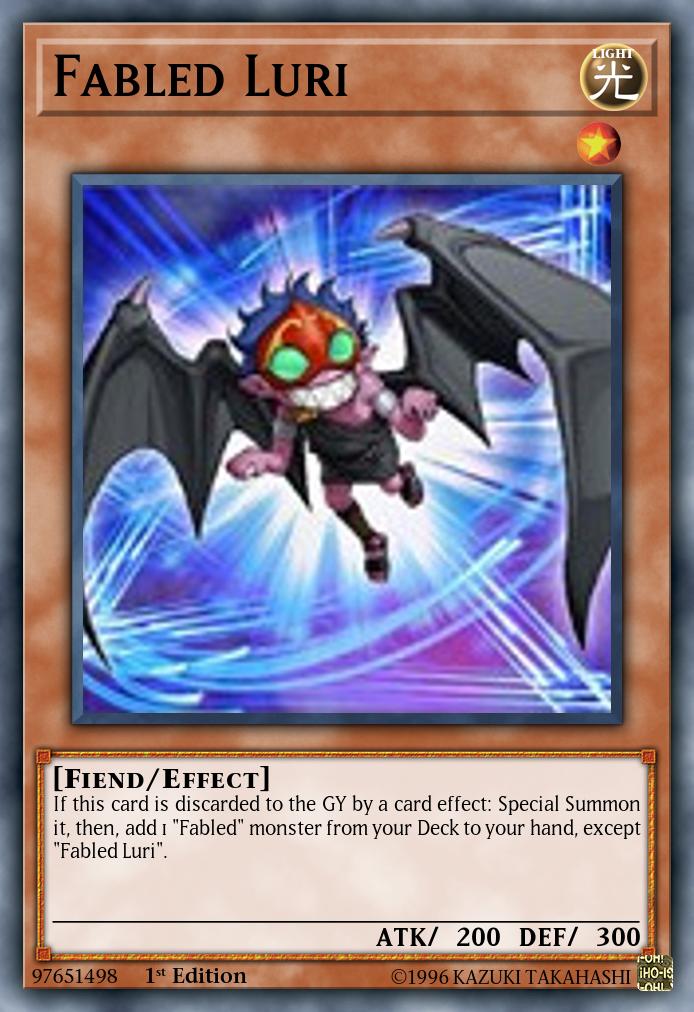 Fabled Luri
LIGHT
光
[Fiend/Effect]
If this card is discarded to the GY by a card effect: Special Summon
it, then, add 1 "Fabled" monster from your Deck to your hand, except
"Fabled Luri".
ATK/ 200 DEF/ 300
97651498 1st Edition ©1996 KAZUKI TAKAHASHI